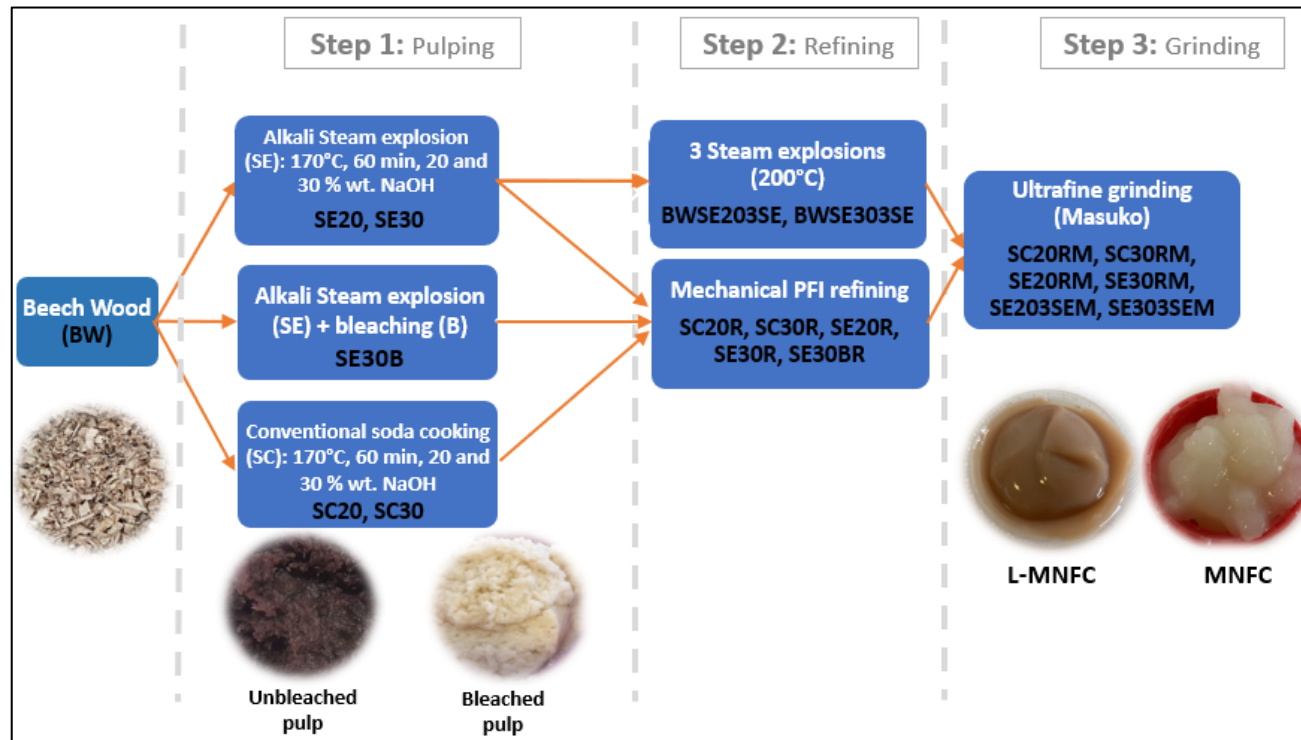 Step 1: Pulping
Step 2: Refining
Step 3: Grinding
Beech Wood
(BW)
Alkali Steam explosion
(SE): 170°C, 60 min, 20 and
30 % wt. NaOH
SE20, SE30
Alkali Steam explosion
(SE) + bleaching (B)
SE30B
Conventional soda cooking
(SC): 170°C, 60 min, 20 and
30 % wt. NaOH
SC20, SC30
Unbleached
pulp
Bleached
pulp
3 Steam explosions
(200°C)
BWSE203SE, BWSE303SE
Mechanical PFI refining
SC20R, SC30R, SE20R,
SE30R, SE30BR
Ultrafine grinding
(Masuko)
SC20RM, SC30RM,
SE20RM, SE30RM,
SE203SEM, SE303SEM
L-MNFC
MNFC